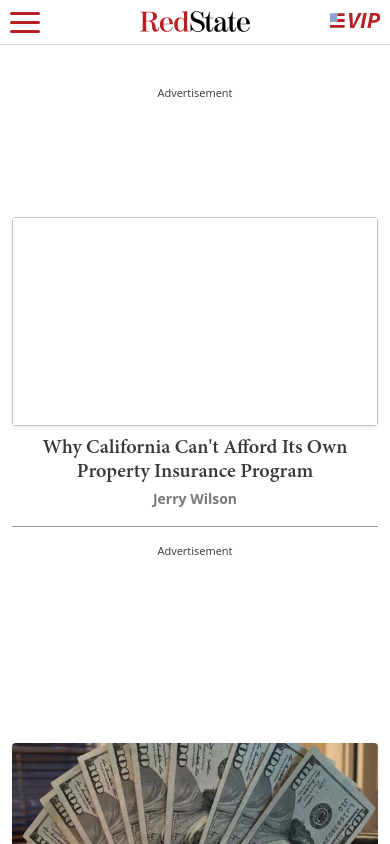 RedState
VIP
Advertisement
Why California Can't Afford Its Own
Property Insurance Program
Jerry Wilson
Advertisement